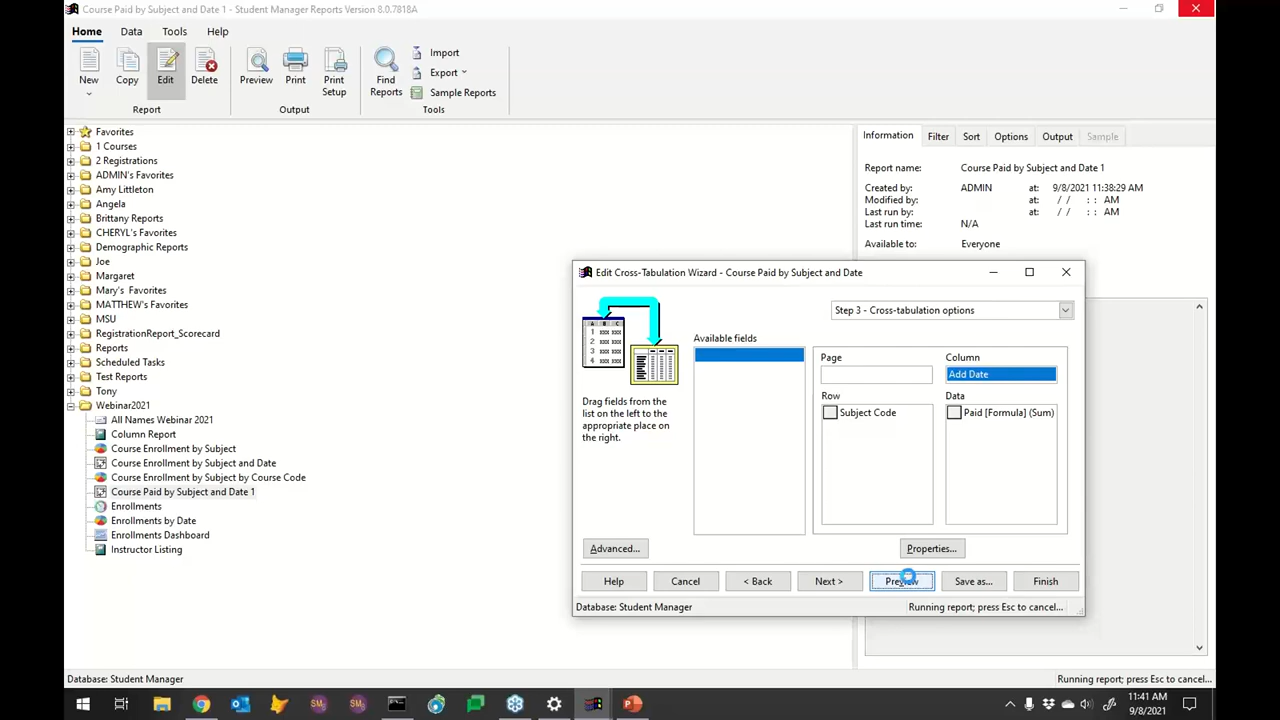 Course Paid by Subject and Date 1 - Student Manager Reports Version 8.0.7818A
Home Data Tools Help
New Copy Edit Delete Preview Print Print Setup Find Reports Import Export Sample Reports
Report Output Tools
Favorites
1 Courses
2 Registrations
ADMIN's Favorites
Amy Littleton
Angela
Brittany Reports
CHERYL's Favorites
Demographic Reports
Joe
Margaret
Mary's Favorites
MATTHEW's Favorites
MSU
RegistrationReport_Scorecard
Reports
Scheduled Tasks
Test Reports
Tony
Webinar2021
All Names Webinar 2021
Column Report
Course Enrollment by Subject
Course Enrollment by Subject and Date
Course Enrollment by Subject by Course Code
Course Paid by Subject and Date 1
Enrollments
Enrollments by Date
Enrollments Dashboard
Instructor Listing
Information Filter Sort Options Output Sample
Report name: Course Paid by Subject and Date 1
Created by: ADMIN at: 9/8/2021 11:38:29 AM
Modified by: at: / / : : AM
Last run by: at: / / : : AM
Last run time: N/A
Available to: Everyone
Edit Cross-Tabulation Wizard - Course Paid by Subject and Date
Step 3 - Cross-tabulation options
Available fields
Page Column
Add Date
Row Data
Subject Code Paid [Formula] (Sum)
Drag fields from the
list on the left to the
appropriate place on
the right.
Advanced... Properties...
Help Cancel < Back Next > Preview Save as... Finish
Database: Student Manager Running report; press Esc to cancel...
Database: Student Manager Running report; press Esc to cancel...
11:41 AM
9/8/2021